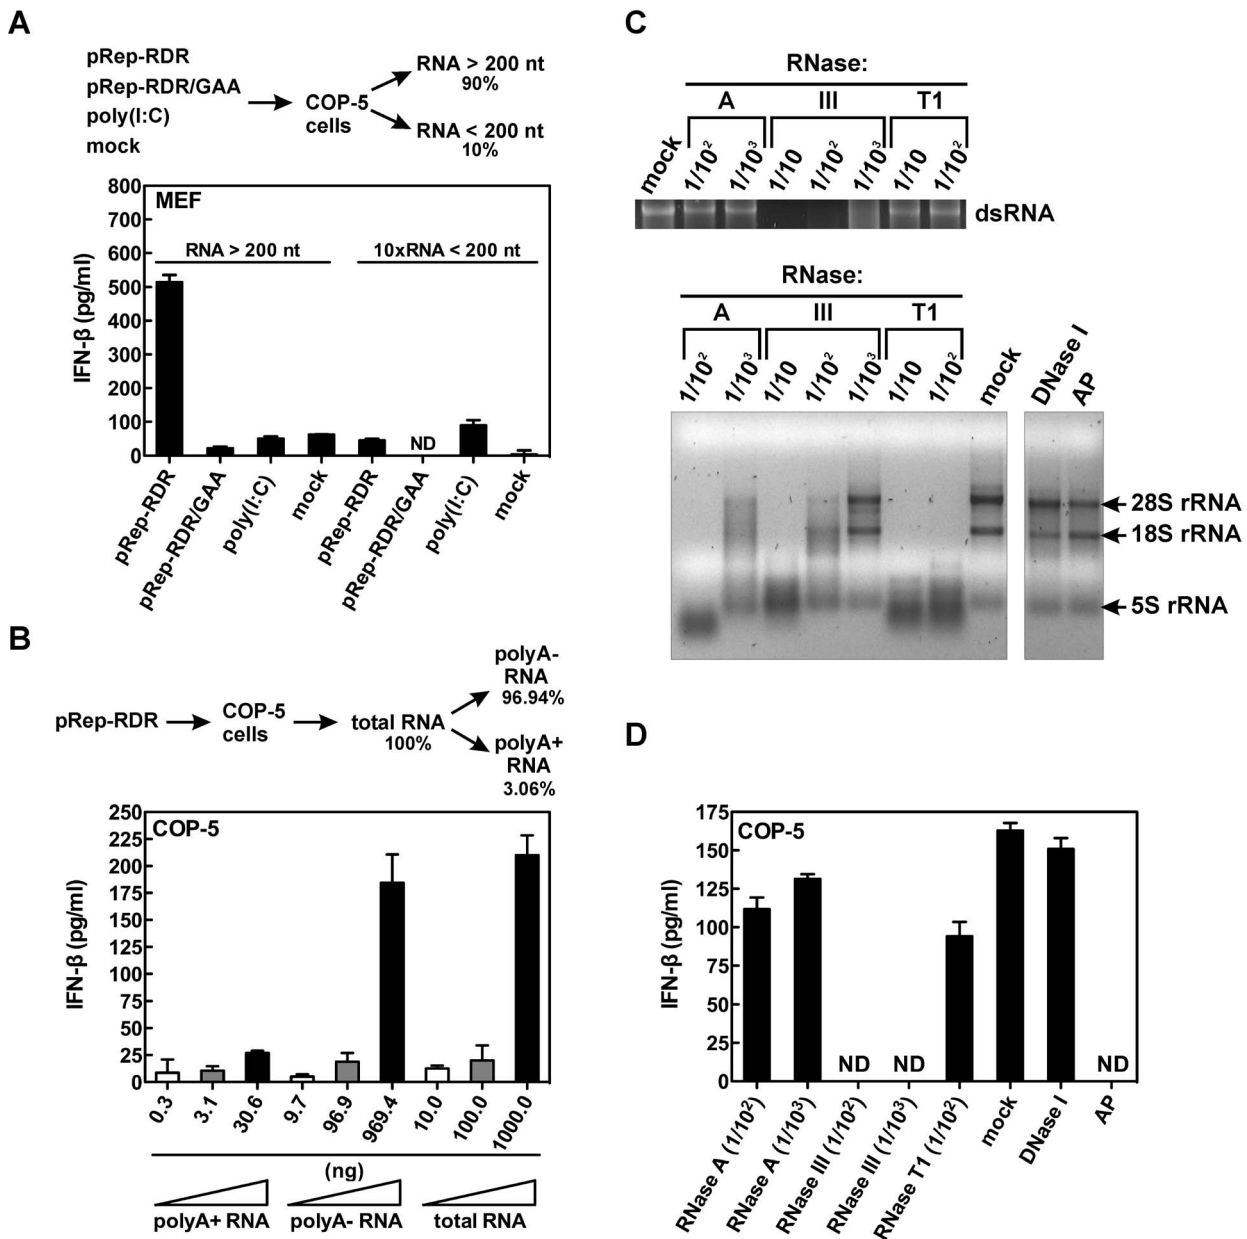 A
pRep-RDR
pRep-RDR/GAA
poly(I:C)
mock
COP-5
cells
RNA > 200 nt
90%
RNA < 200 nt
10%
MEF
RNA > 200 nt
10xRNA < 200 nt
IFN-β (pg/ml)
800
700
600
500
400
300
200
100
0
ND
pRep-RDR
pRep-RDR/GAA
poly(I:C)
mock
pRep-RDR
pRep-RDR/GAA
poly(I:C)
mock
B
pRep-RDR
COP-5
cells
total RNA
100%
polyA-
RNA
96.94%
polyA+
RNA
3.06%
COP-5
IFN-β (pg/ml)
250
225
200
175
150
125
100
75
50
25
0
0.3
3.1
30.6
9.7
96.9
969.4
10.0
100.0
1000.0
(ng)
polyA+ RNA
polyA- RNA
total RNA
C
RNase:
A
III
T1
mock
1/10²
1/10³
1/10
1/10²
1/10³
1/10
1/10²
dsRNA
RNase:
A
III
T1
1/10²
1/10³
1/10
1/10²
1/10³
1/10
1/10²
mock
DNase I
AP
28S rRNA
18S rRNA
5S rRNA
D
COP-5
IFN-β (pg/ml)
175
150
125
100
75
50
25
0
ND
ND
ND
RNase A (1/10²)
RNase A (1/10³)
RNase III (1/10²)
RNase III (1/10³)
RNase T1 (1/10²)
mock
DNase I
AP